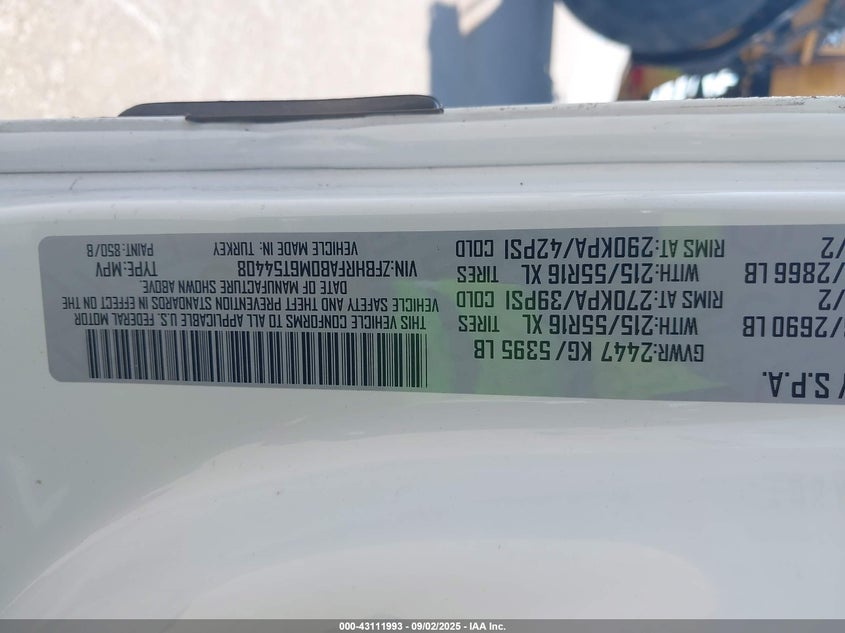 S.P.A.
GVWR:2447 KG/ 5395 LB
/2690 LB WITH:215/55R16 XL TIRES
/2 RIMS AT:270KPA/39PSI COLD
/2866 LB WITH:215/55R16 XL TIRES
/2 RIMS AT:290KPA/42PSI COLD
THIS VEHICLE CONFORMS TO ALL APPLICABLE U.S. FEDERAL MOTOR
VEHICLE SAFETY AND THEFT PREVENTION STANDARDS IN EFFECT ON THE
DATE OF MANUFACTURE SHOWN ABOVE.
VIN:ZFBHRFAB0M6T54408 TYPE:MPV
VEHICLE MADE IN: TURKEY PAINT:850/B
000-43111993 - 09/02/2025 - IAA Inc.